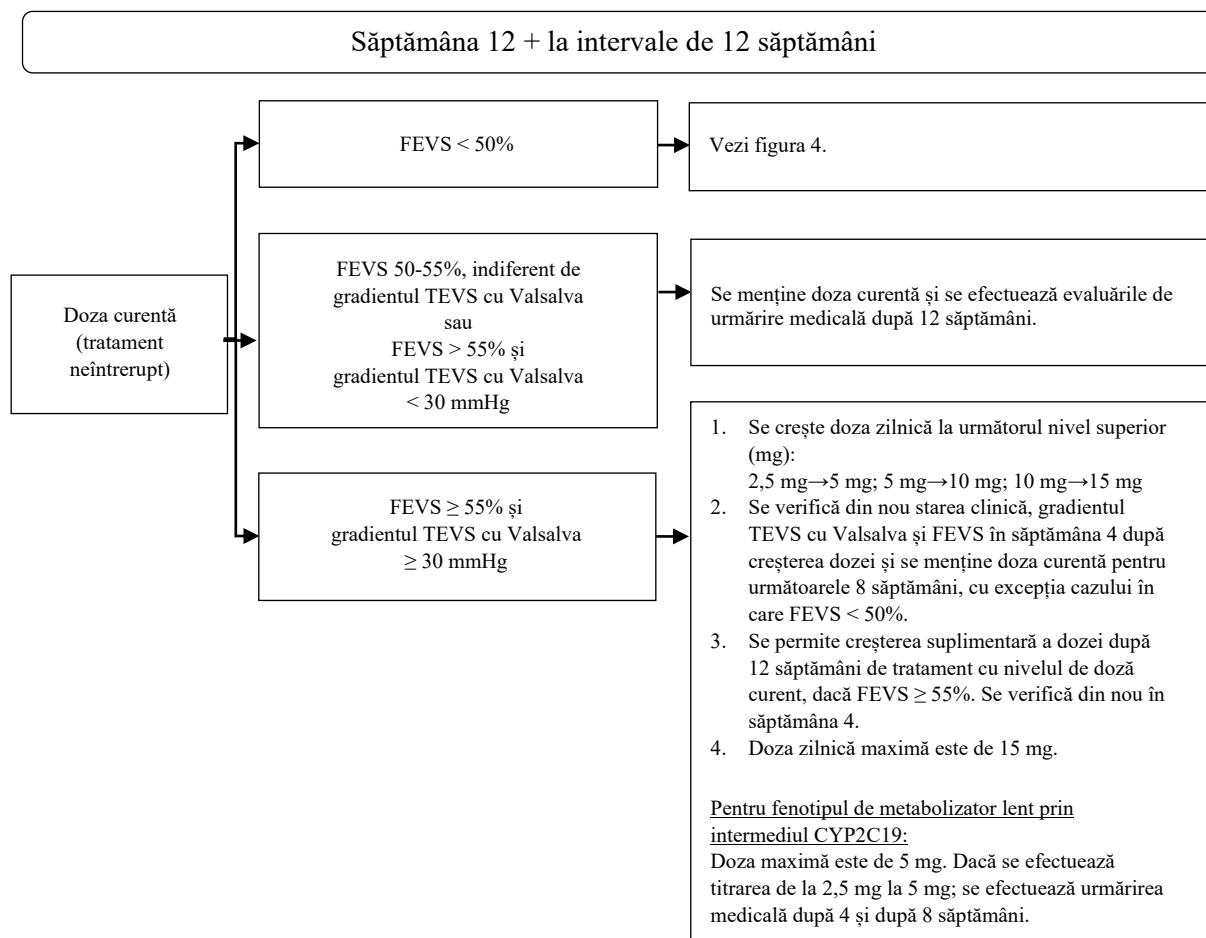 Săptămâna 12 + la intervale de 12 săptămâni
FEVS < 50%
Vezi figura 4.
Doza curentă
(tratament
neîntrerupt)
FEVS 50-55%, indiferent de
gradientul TEVS cu Valsalva
sau
FEVS > 55% și
gradientul TEVS cu Valsalva
< 30 mmHg
Se menține doza curentă și se efectuează evaluările de
urmărire medicală după 12 săptămâni.
FEVS ≥ 55% și
gradientul TEVS cu Valsalva
≥ 30 mmHg
1. Se crește doza zilnică la următorul nivel superior
(mg):
2,5 mg→5 mg; 5 mg→10 mg; 10 mg→15 mg
2. Se verifică din nou starea clinică, gradientul
TEVS cu Valsalva și FEVS în săptămâna 4 după
creșterea dozei și se menține doza curentă pentru
următoarele 8 săptămâni, cu excepția cazului în
care FEVS < 50%.
3. Se permite creșterea suplimentară a dozei după
12 săptămâni de tratament cu nivelul de doză
curent, dacă FEVS ≥ 55%. Se verifică din nou în
săptămâna 4.
4. Doza zilnică maximă este de 15 mg.
Pentru fenotipul de metabolizator lent prin
intermediul CYP2C19:
Doza maximă este de 5 mg. Dacă se efectuează
titrarea de la 2,5 mg la 5 mg; se efectuează urmărirea
medicală după 4 și după 8 săptămâni.